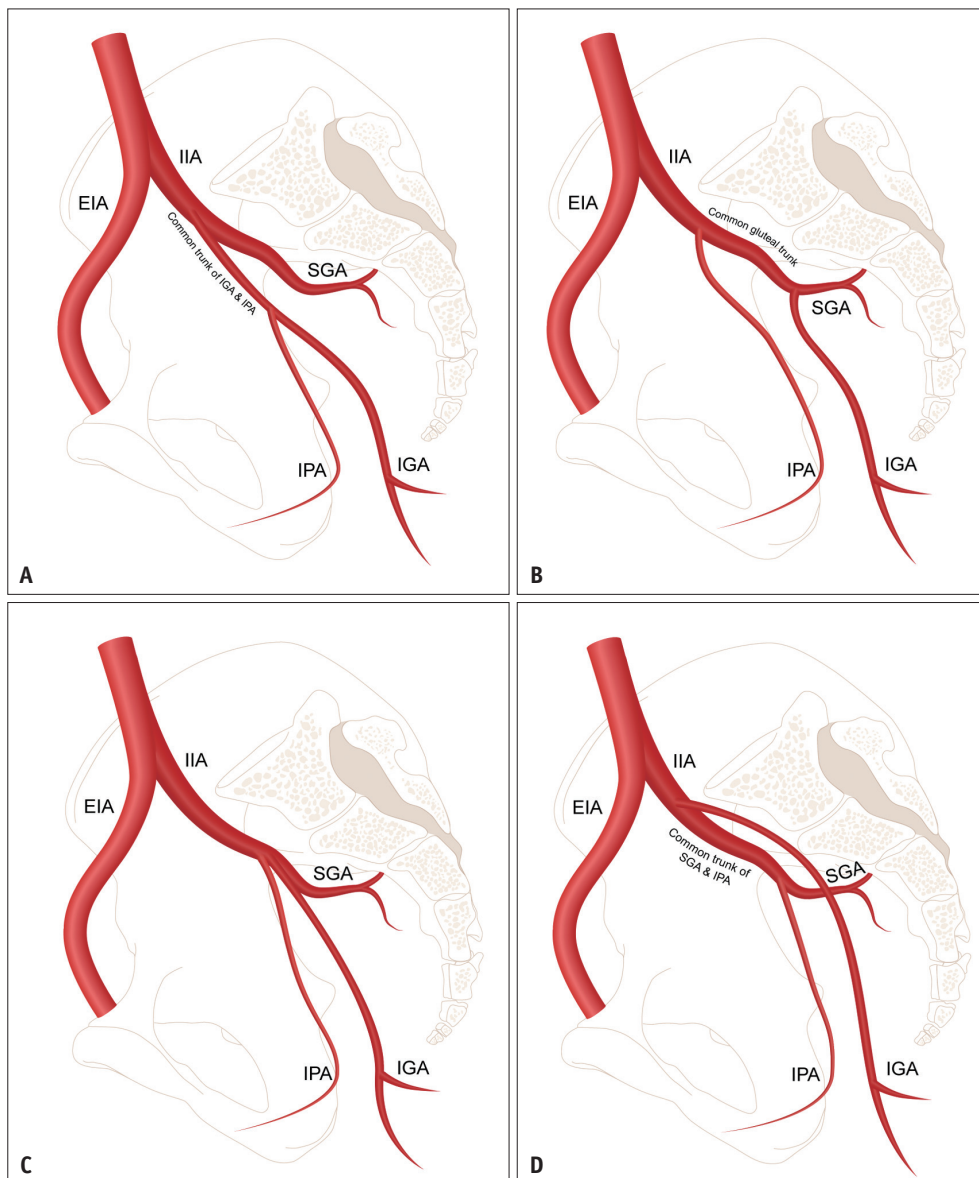 IIA
EIA
Common trunk of IGA & IPA
SGA
IPA
IGA
A
IIA
EIA
Common gluteal trunk
SGA
IPA
IGA
B
IIA
EIA
SGA
IPA
IGA
C
IIA
EIA
Common trunk of
SGA & IPA
SGA
IPA
IGA
D